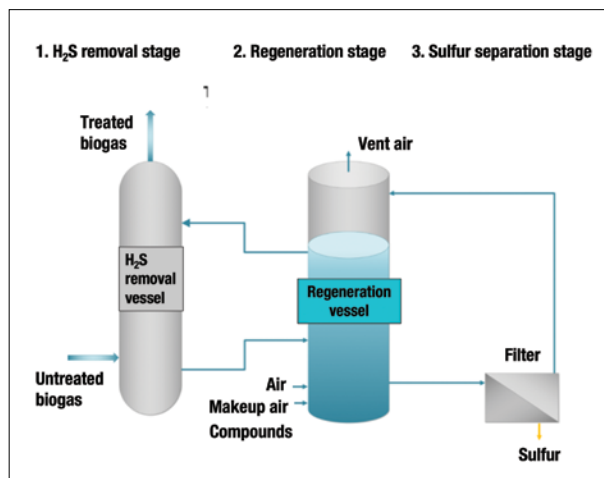 1. H₂S removal stage
2. Regeneration stage
3. Sulfur separation stage
Treated
biogas
Vent air
H₂S
removal
vessel
Regeneration
vessel
Untreated
biogas
Air
Makeup air
Compounds
Filter
Sulfur